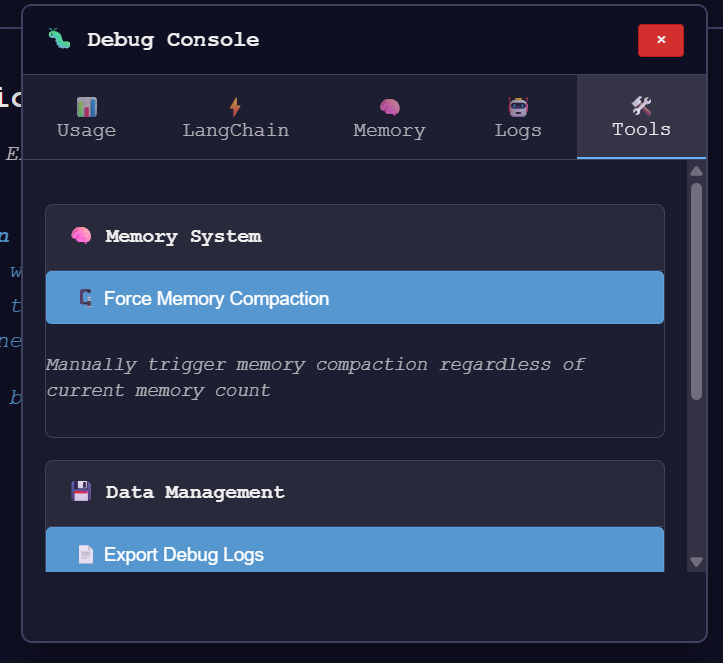 Debug Console
×
Usage
LangChain
Memory
Logs
Tools
Memory System
Force Memory Compaction
Manually trigger memory compaction regardless of
current memory count
Data Management
Export Debug Logs